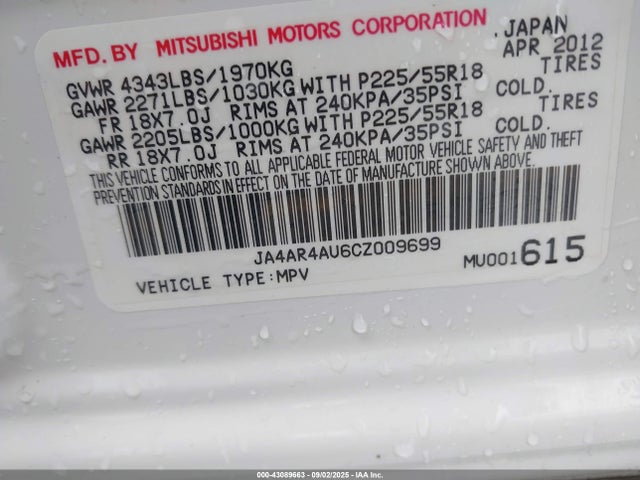 MFD. BY MITSUBISHI MOTORS CORPORATION. JAPAN
APR 2012
GVWR 4343LBS/1970KG
GAWR 2271LBS/1030KG WITH P225/55R18 TIRES
FR 18X7.0J RIMS AT 240KPA/35PSI COLD.
GAWR 2205LBS/1000KG WITH P225/55R18 TIRES
RR 18X7.0J RIMS AT 240KPA/35PSI COLD.
THIS VEHICLE CONFORMS TO ALL APPLICABLE FEDERAL MOTOR VEHICLE SAFETY AND THEFT
PREVENTION STANDARDS IN EFFECT ON THE DATE OF MANUFACTURE SHOWN ABOVE.
JA4AR4AU6CZ009699
VEHICLE TYPE:MPV MU001615
000-43089663 - 09/02/2025 - IAAI.COM